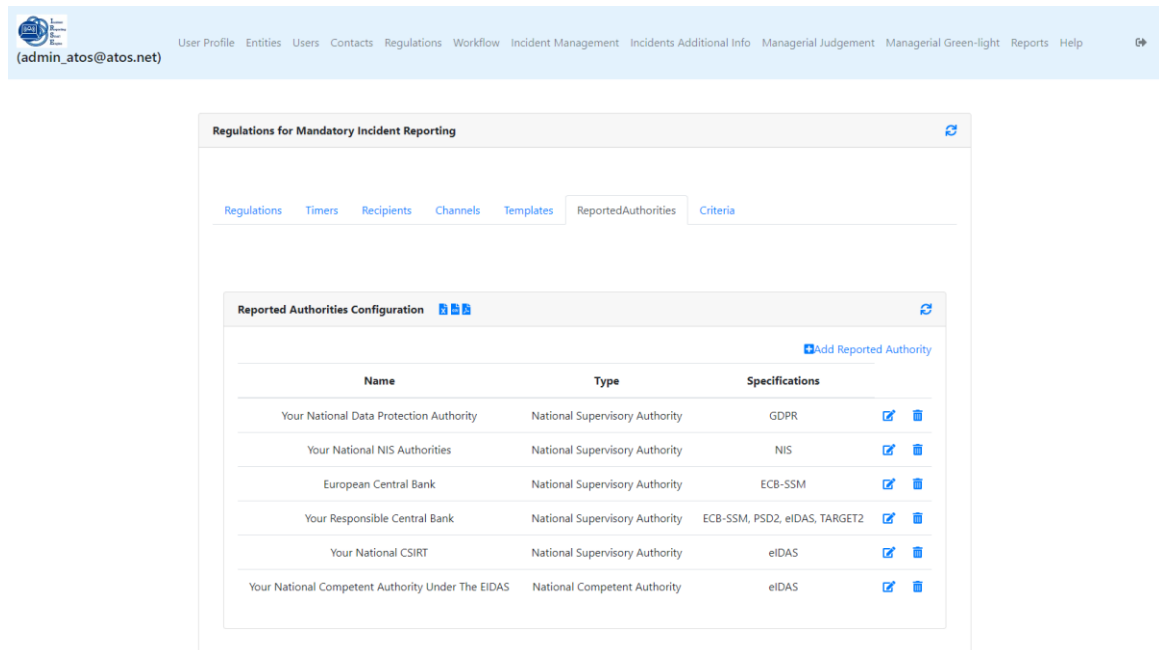 (admin_atos@atos.net)
User Profile Entities Users Contacts Regulations Workflow Incident Management Incidents Additional Info Managerial Judgement Managerial Green-light Reports Help
Regulations for Mandatory Incident Reporting
Regulations Timers Recipients Channels Templates ReportedAuthorities Criteria
Reported Authorities Configuration
Add Reported Authority
Name Type Specifications
Your National Data Protection Authority National Supervisory Authority GDPR
Your National NIS Authorities National Supervisory Authority NIS
European Central Bank National Supervisory Authority ECB-SSM
Your Responsible Central Bank National Supervisory Authority ECB-SSM, PSD2, eIDAS, TARGET2
Your National CSIRT National Supervisory Authority eIDAS
Your National Competent Authority Under The EIDAS National Competent Authority eIDAS